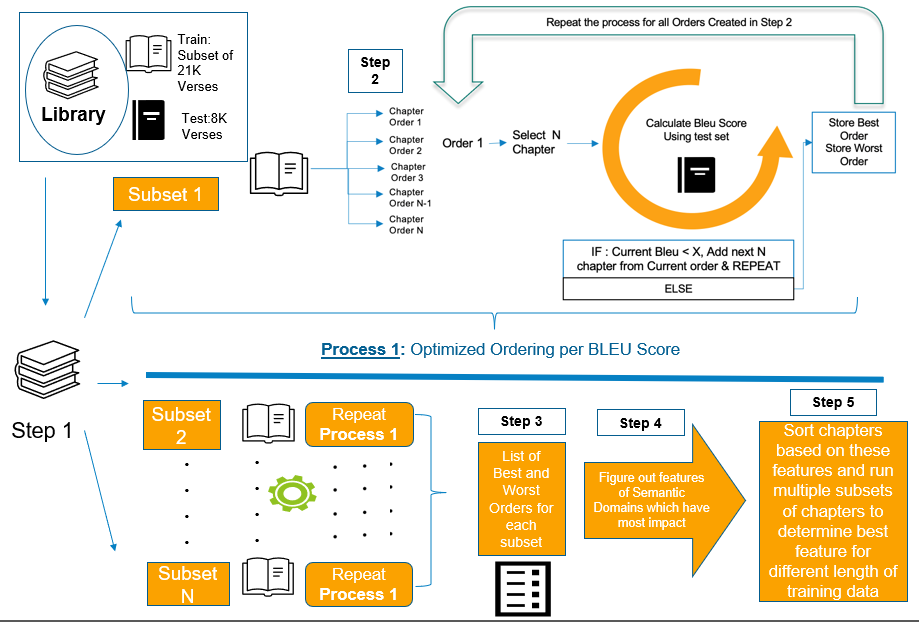 Repeat the process for all Orders Created in Step 2
Train:
Subset of
21K
Verses
Library
Test:8K
Verses
Step
2
Chapter
Order 1
Chapter
Order 2
Chapter
Order 3
Chapter
Order N-1
Chapter
Order N
Order 1
Select N
Chapter
Calculate Bleu Score
Using test set
Store Best
Order
Store Worst
Order
Subset 1
IF : Current Bleu < X, Add next N
chapter from Current order & REPEAT
ELSE
Process 1: Optimized Ordering per BLEU Score
Step 1
Subset
2
Repeat
Process 1
Subset
N
Repeat
Process 1
Step 3
List of
Best and
Worst
Orders for
each
subset
Step 4
Figure out features
of Semantic
Domains which have
most impact
Step 5
Sort chapters
based on these
features and run
multiple subsets
of chapters to
determine best
feature for
different length of
training data